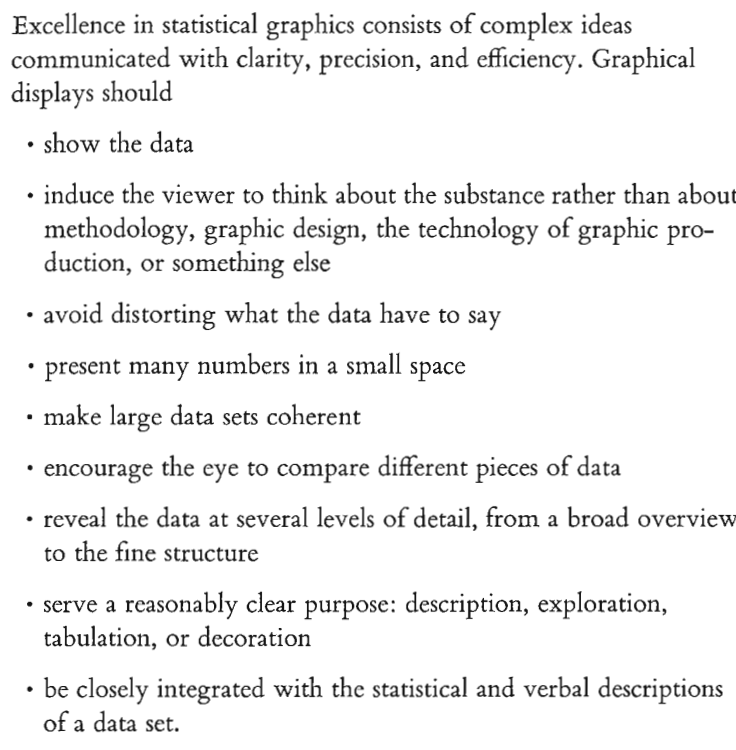 Excellence in statistical graphics consists of complex ideas
communicated with clarity, precision, and efficiency. Graphical
displays should
• show the data
• induce the viewer to think about the substance rather than about
methodology, graphic design, the technology of graphic pro-
duction, or something else
• avoid distorting what the data have to say
• present many numbers in a small space
• make large data sets coherent
• encourage the eye to compare different pieces of data
• reveal the data at several levels of detail, from a broad overview
to the fine structure
• serve a reasonably clear purpose: description, exploration,
tabulation, or decoration
• be closely integrated with the statistical and verbal descriptions
of a data set.